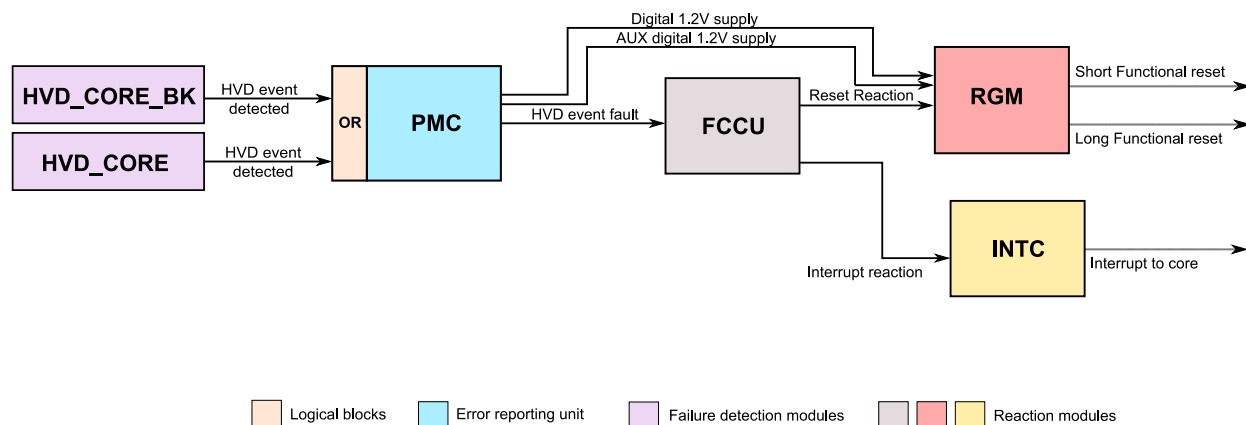 Digital 1.2V supply
AUX digital 1.2V supply
HVD_CORE_BK
HVD event
detected
OR
PMC
HVD event fault
FCCU
Reset Reaction
RGM
Short Functional reset
Long Functional reset
HVD_CORE
HVD event
detected
INTC
Interrupt reaction
Interrupt to core
Logical blocks
Error reporting unit
Failure detection modules
Reaction modules